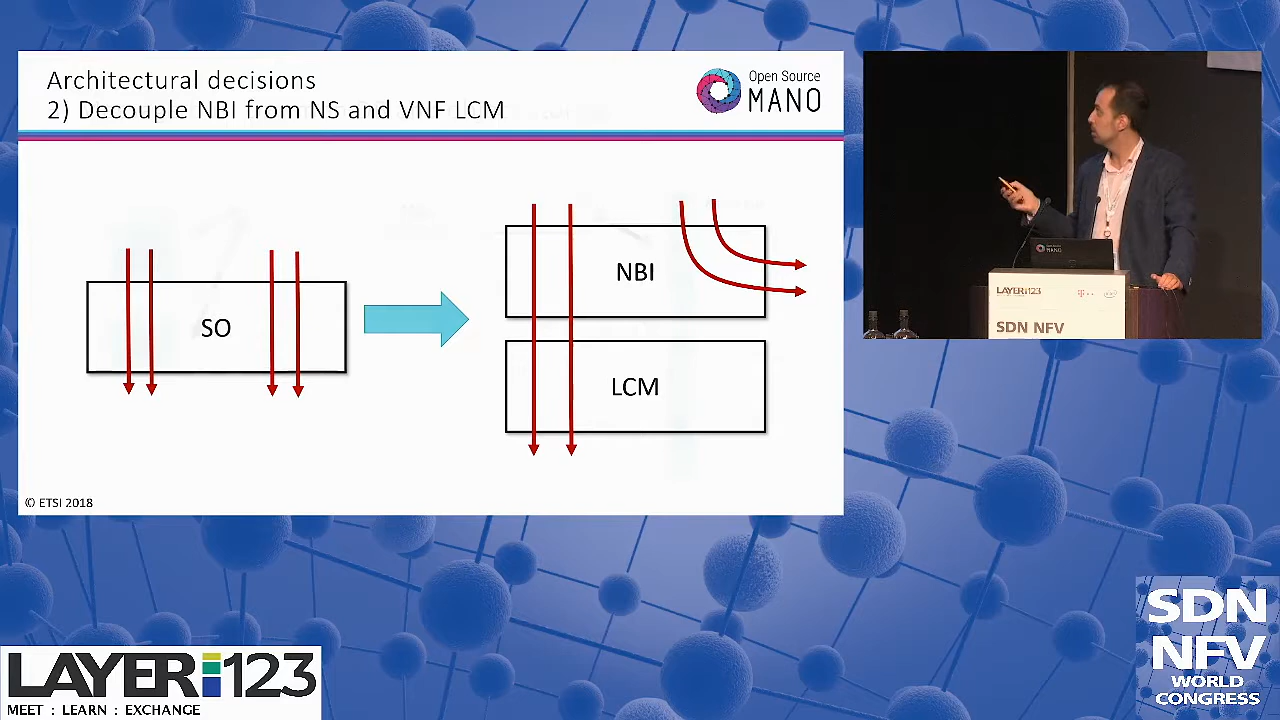 Architectural decisions
2) Decouple NBI from NS and VNF LCM
Open Source
MANO
SO
NBI
LCM
© ETSI 2018
MANO
LAYER123
SDN NFV
LAYER123
MEET : LEARN : EXCHANGE
SDN
NFV
WORLD
CONGRESS